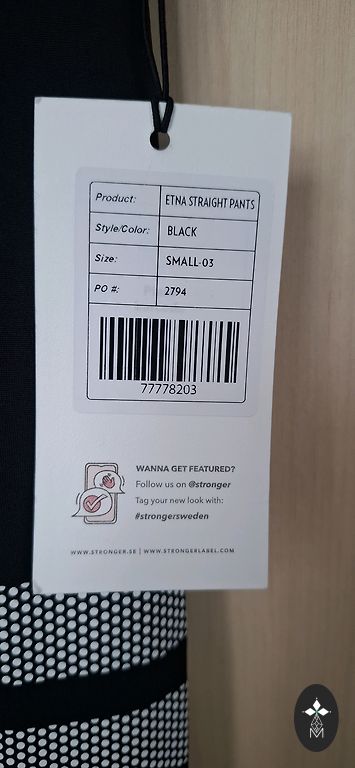 Product: ETNA STRAIGHT PANTS
Style/Color: BLACK
Size: SMALL-03
PO #: 2794
77778203
WANNA GET FEATURED?
Follow us on @stronger
Tag your new look with:
#strongersweden
WWW.STRONGER.SE | WWW.STRONGERLABEL.COM
M